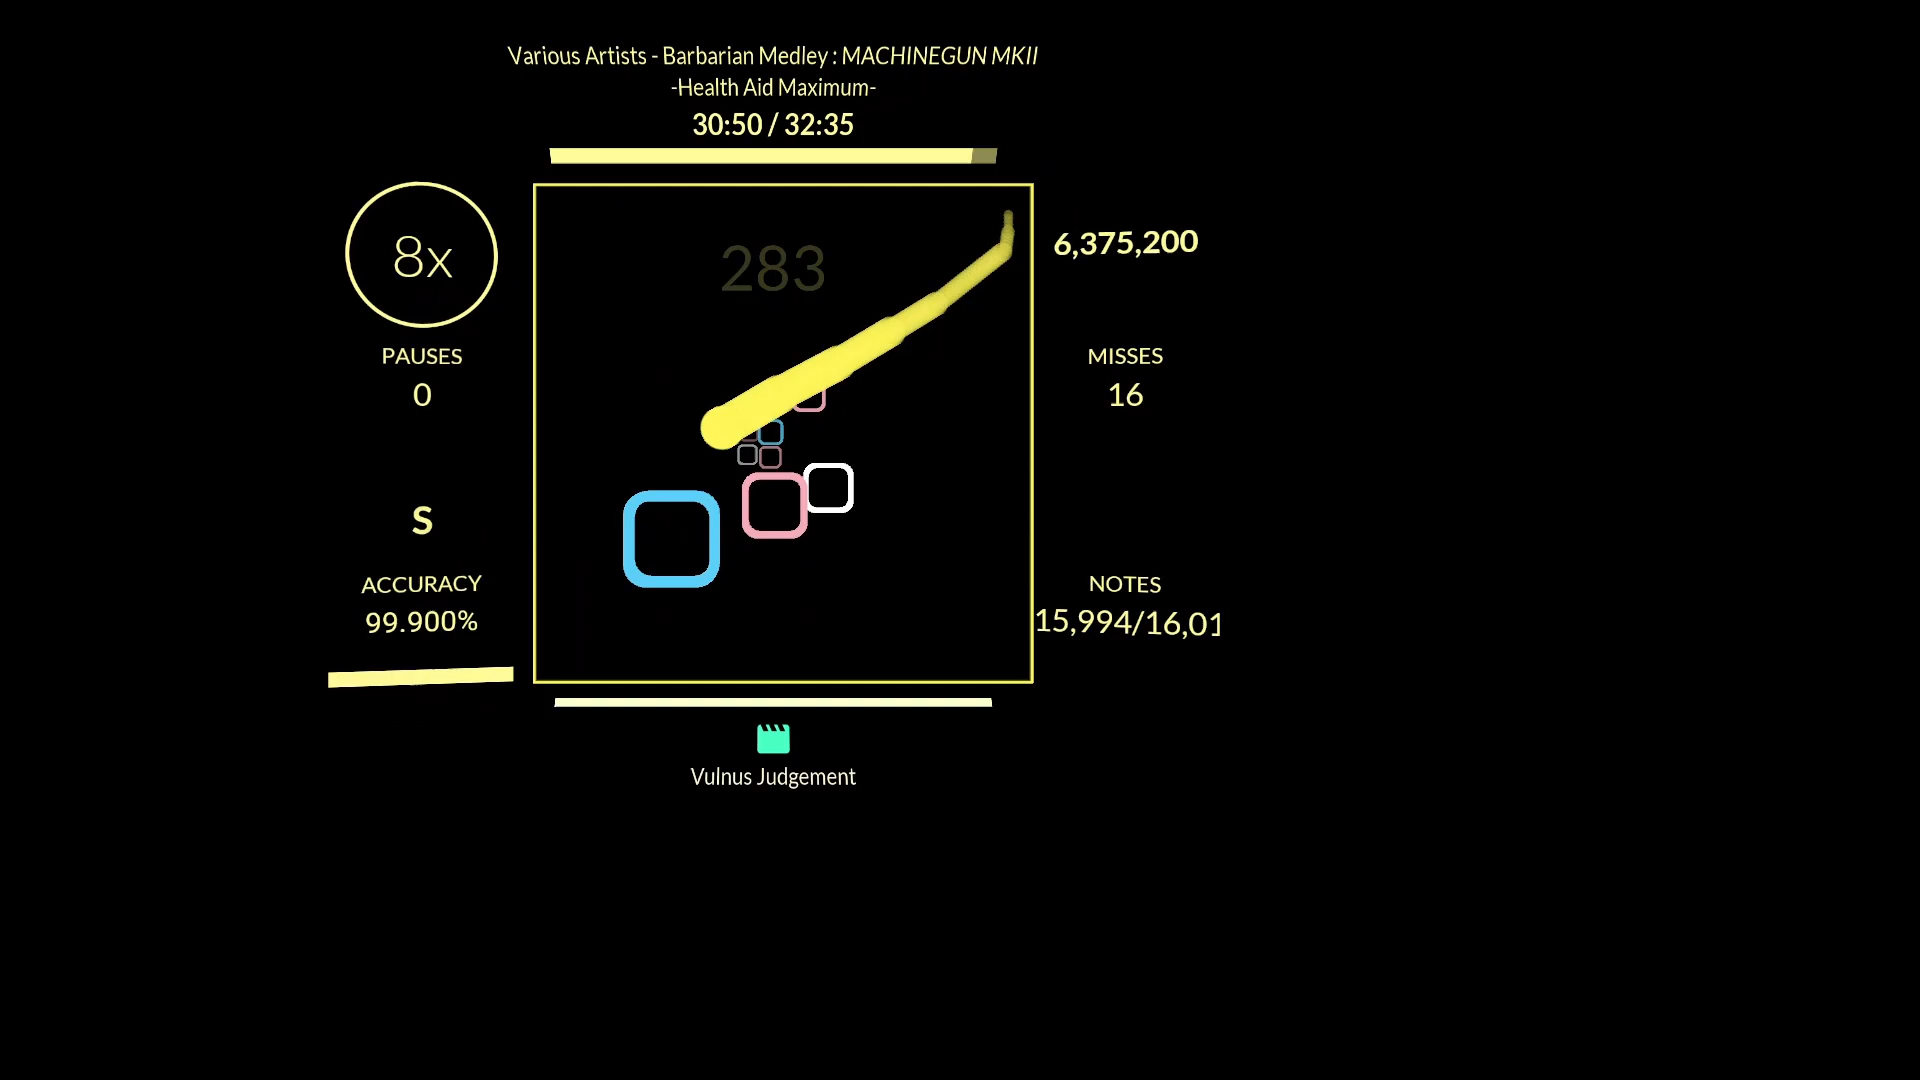 Various Artists - Barbarian Medley : MACHINEGUN MKII
-Health Aid Maximum-
30:50 / 32:35
8x
283
6,375,200
PAUSES
0
MISSES
16
S
ACCURACY
99.900%
NOTES
15,994/16,01
Vulnus Judgement